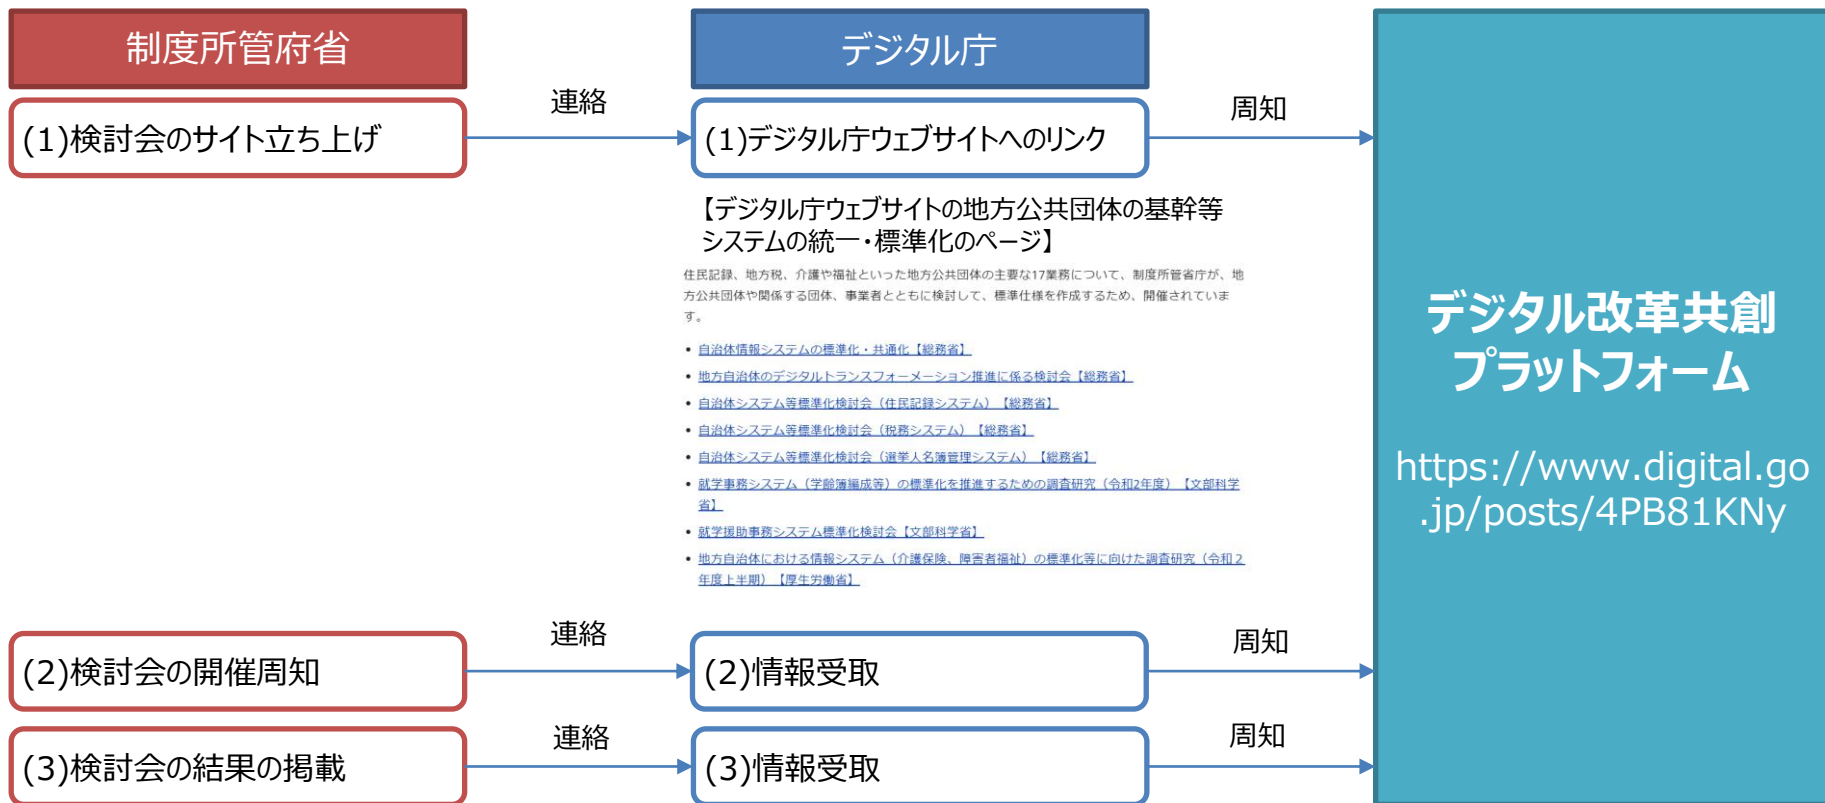 制度所管府省
デジタル庁
(1)検討会のサイト立ち上げ
連絡
(1)デジタル庁ウェブサイトへのリンク
周知
【デジタル庁ウェブサイトの地方公共団体の基幹等
システムの統一・標準化のページ】
住民記録、地方税、介護や福祉といった地方公共団体の主要な17業務について、制度所管省庁が、地
方公共団体や関係する団体、事業者とともに検討して、標準仕様を作成するため、開催されていま
す。
• 自治体情報システムの標準化・共通化【総務省】
• 地方自治体のデジタルトランスフォーメーション推進に係る検討会【総務省】
• 自治体システム等標準化検討会（住民記録システム）【総務省】
• 自治体システム等標準化検討会（税務システム）【総務省】
• 自治体システム等標準化検討会（選挙人名簿管理システム）【総務省】
• 就学事務システム（学齢簿編成等）の標準化を推進するための調査研究（令和2年度）【文部科学
省】
• 就学援助事務システム標準化検討会【文部科学省】
• 地方自治体における情報システム（介護保険、障害者福祉）の標準化等に向けた調査研究（令和２
年度上半期）【厚生労働省】
(2)検討会の開催周知
連絡
(2)情報受取
周知
(3)検討会の結果の掲載
連絡
(3)情報受取
周知
デジタル改革共創
プラットフォーム
https://www.digital.go
.jp/posts/4PB81KNy